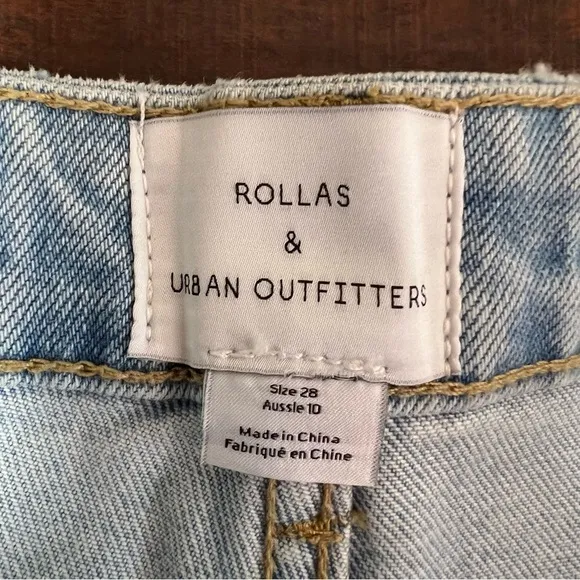 ROLLAS
&
URBAN OUTFITTERS
Size 28
Aussie 10
Made in China
Fabriqué en Chine